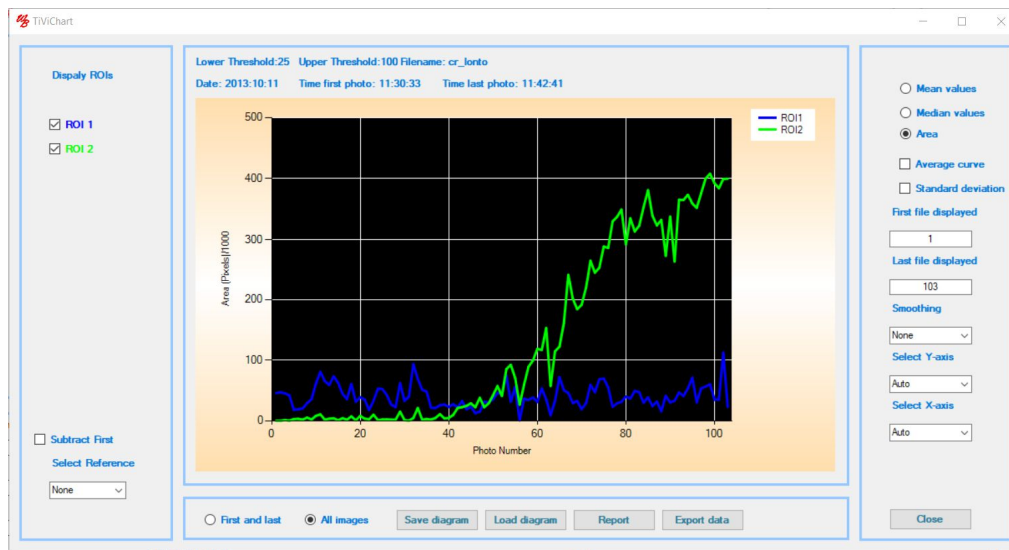 TiViChart
Dispaly ROIs
ROI 1
ROI 2
Subtract First
Select Reference
None
Lower Threshold:25 Upper Threshold:100 Filename: cr_lonto
Date: 2013:10:11 Time first photo: 11:30:33 Time last photo: 11:42:41
ROI1
ROI2
500
400
300
200
100
0
Area (Pixels)/1000
0 20 40 60 80 100
Photo Number
First and last All images Save diagram Load diagram Report Export data
Mean values
Median values
Area
Average curve
Standard deviation
First file displayed
1
Last file displayed
103
Smoothing
None
Select Y-axis
Auto
Select X-axis
Auto
Close